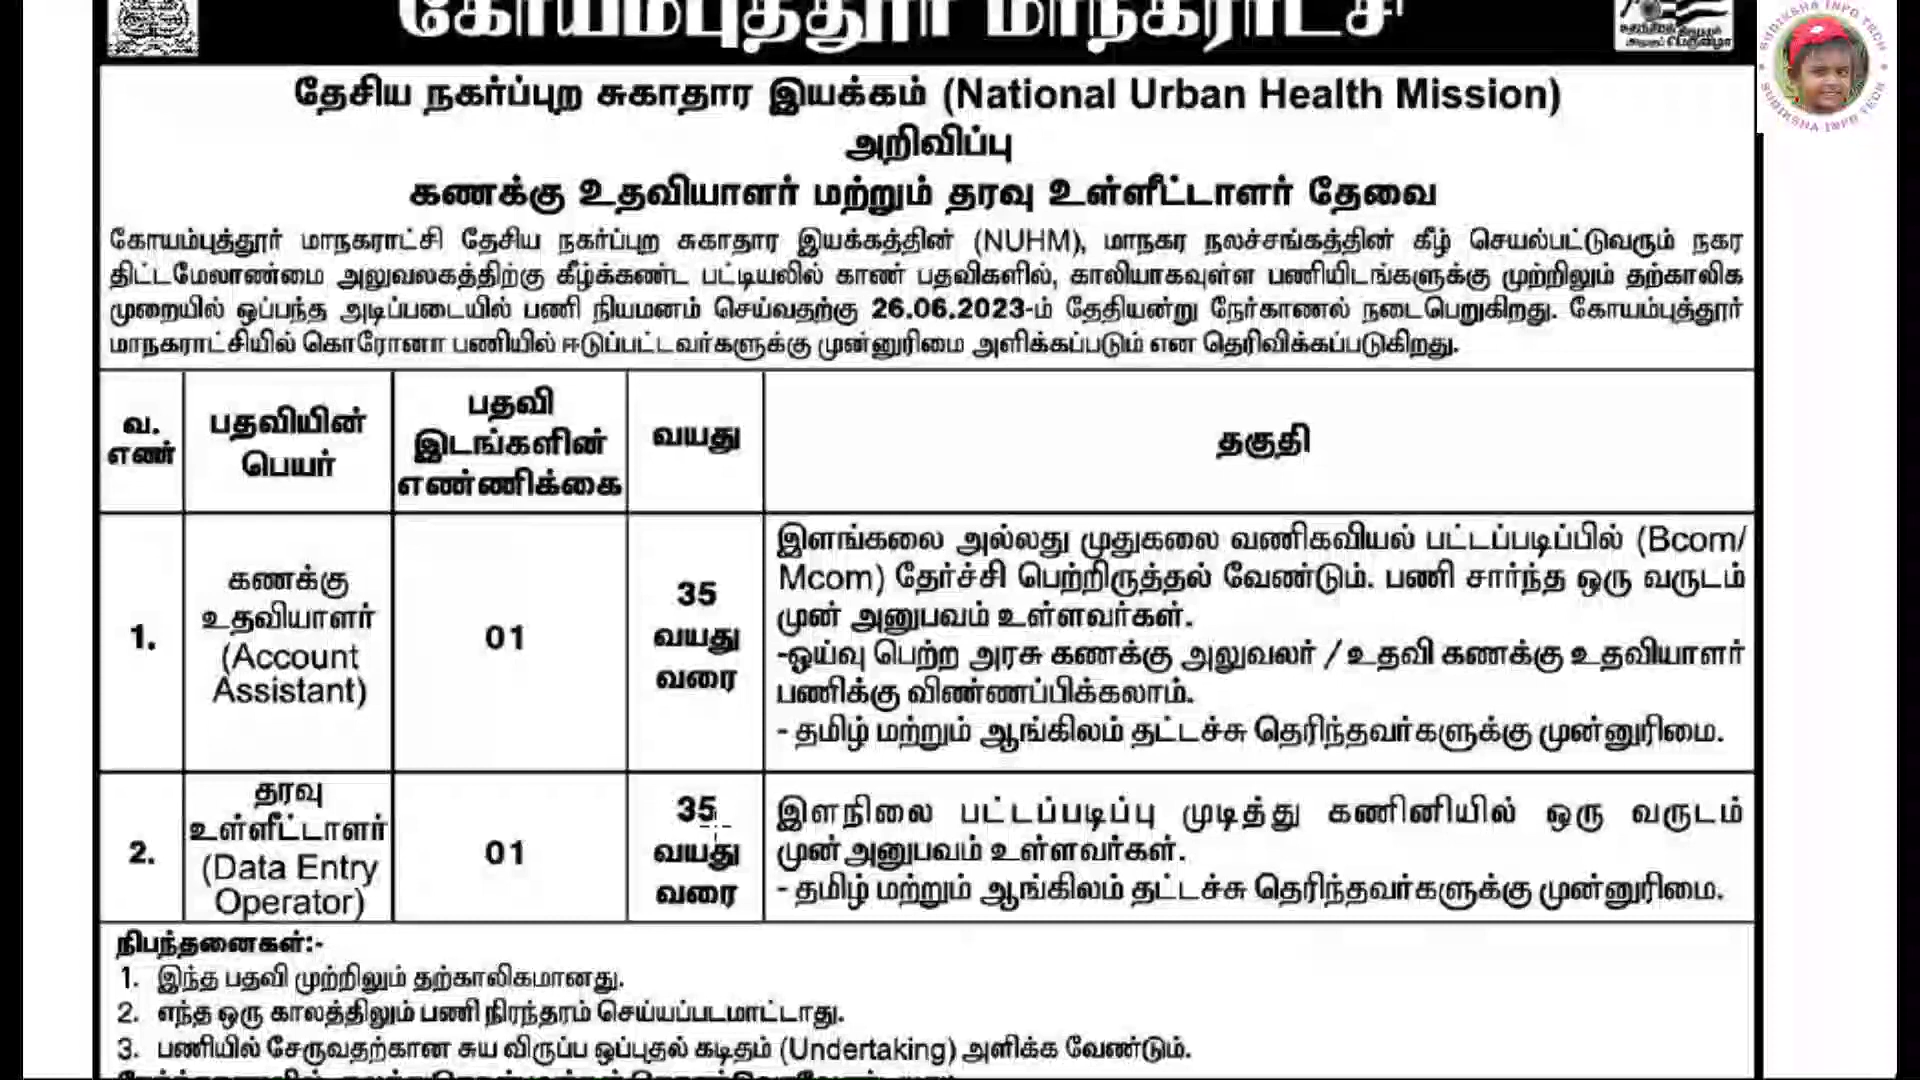 கோயம்புத்தூர் மாநகராட்சி
தேசிய நகர்ப்புற சுகாதார இயக்கம் (National Urban Health Mission)
அறிவிப்பு
கணக்கு உதவியாளர் மற்றும் தரவு உள்ளீட்டாளர் தேவை
கோயம்புத்தூர் மாநகராட்சி தேசிய நகர்ப்புற சுகாதார இயக்கத்தின் (NUHM), மாநகர நலச்சங்கத்தின் கீழ் செயல்பட்டுவரும் நகர
திட்டமேலாண்மை அலுவலகத்திற்கு கீழ்க்கண்ட பட்டியலில் காண் பதவிகளில், காலியாகவுள்ள பணியிடங்களுக்கு முற்றிலும் தற்காலிக
முறையில் ஒப்பந்த அடிப்படையில் பணி நியமனம் செய்வதற்கு 26.06.2023-ம் தேதியன்று நேர்காணல் நடைபெறுகிறது. கோயம்புத்தூர்
மாநகராட்சியில் கொரோனா பணியில் ஈடுப்பட்டவர்களுக்கு முன்னுரிமை அளிக்கப்படும் என தெரிவிக்கப்படுகிறது.
வ.
எண்
பதவியின்
பெயர்
பதவி
இடங்களின்
எண்ணிக்கை
வயது
தகுதி
1.
கணக்கு
உதவியாளர்
(Account
Assistant)
01
35
வயது
வரை
இளங்கலை அல்லது முதுகலை வணிகவியல் பட்டப்படிப்பில் (Bcom/
Mcom) தேர்ச்சி பெற்றிருத்தல் வேண்டும். பணி சார்ந்த ஒரு வருடம்
முன் அனுபவம் உள்ளவர்கள்.
-ஓய்வு பெற்ற அரசு கணக்கு அலுவலர் / உதவி கணக்கு உதவியாளர்
பணிக்கு விண்ணப்பிக்கலாம்.
- தமிழ் மற்றும் ஆங்கிலம் தட்டச்சு தெரிந்தவர்களுக்கு முன்னுரிமை.
2.
தரவு
உள்ளீட்டாளர்
(Data Entry
Operator)
01
35
வயது
வரை
இளநிலை பட்டப்படிப்பு முடித்து கணினியில் ஒரு வருடம்
முன் அனுபவம் உள்ளவர்கள்.
- தமிழ் மற்றும் ஆங்கிலம் தட்டச்சு தெரிந்தவர்களுக்கு முன்னுரிமை.
நிபந்தனைகள்:-
1. இந்த பதவி முற்றிலும் தற்காலிகமானது.
2. எந்த ஒரு காலத்திலும் பணி நிரந்தரம் செய்யப்படமாட்டாது.
3. பணியில் சேருவதற்கான சுய விருப்ப ஒப்புதல் கடிதம் (Undertaking) அளிக்க வேண்டும்.
SUDIKSHA INFO TECH
SUDIKSHA INFO TECH